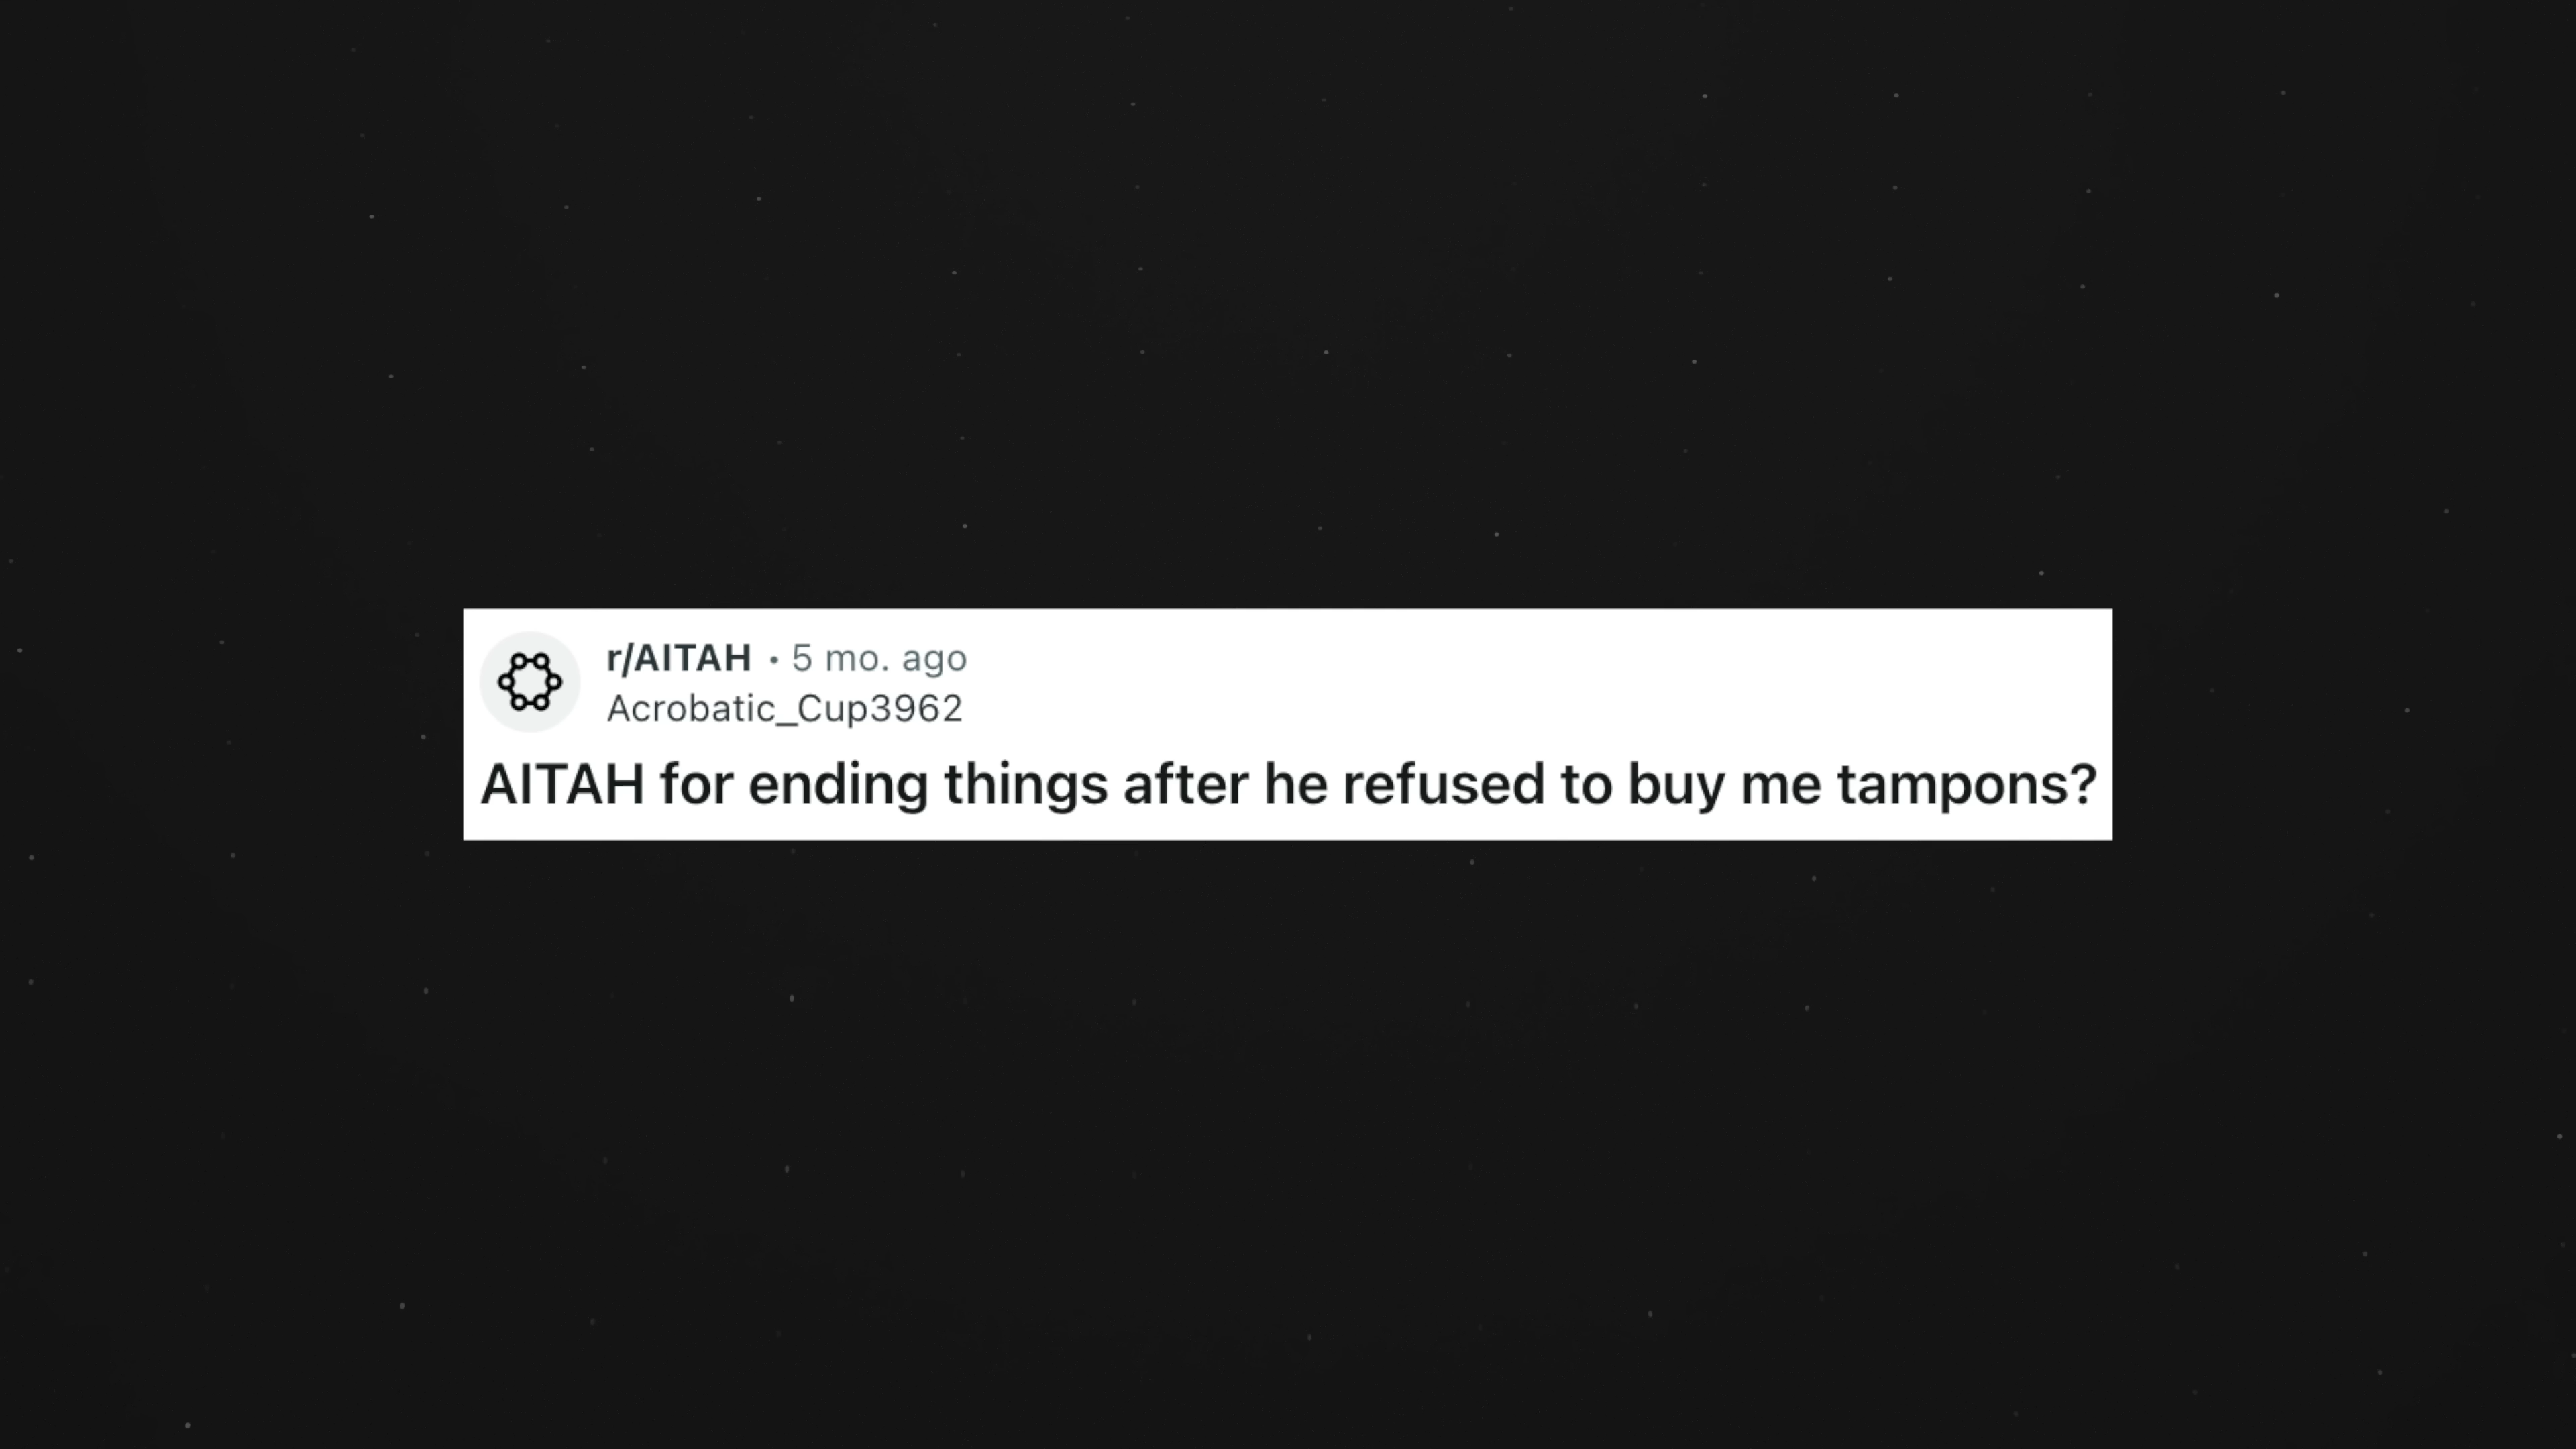 r/AITAH • 5 mo. ago
Acrobatic_Cup3962
AITAH for ending things after he refused to buy me tampons?